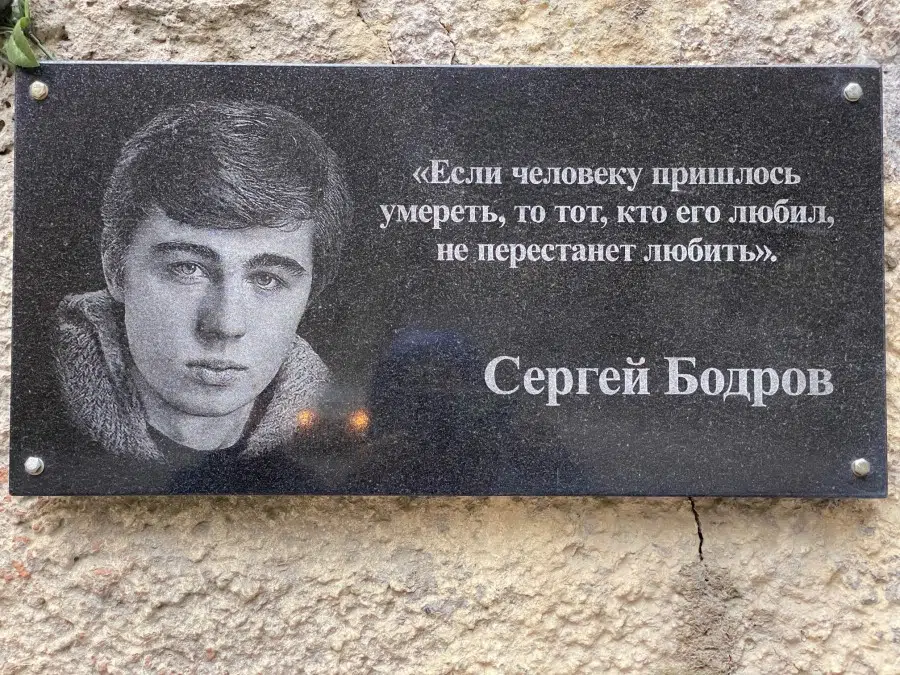 «Если человеку пришлось
умереть, то тот, кто его любил,
не перестанет любить».
Сергей Бодров